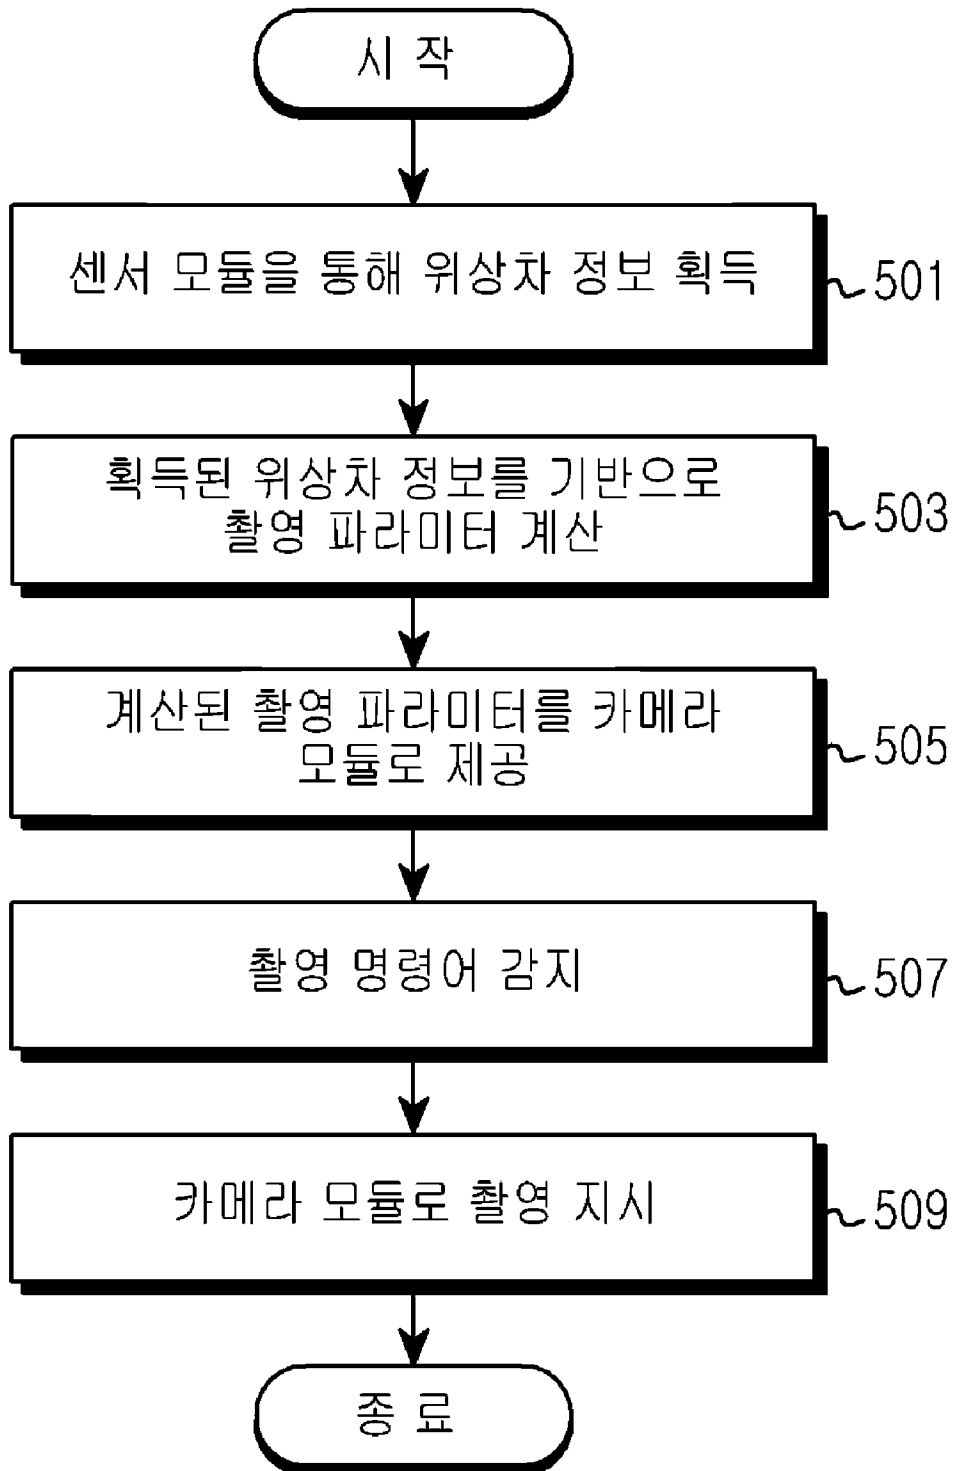 시 작
센서 모듈을 통해 위상차 정보 획득
501
획득된 위상차 정보를 기반으로
촬영 파라미터 계산
503
계산된 촬영 파라미터를 카메라
모듈로 제공
505
촬영 명령어 감지
507
카메라 모듈로 촬영 지시
509
종 료